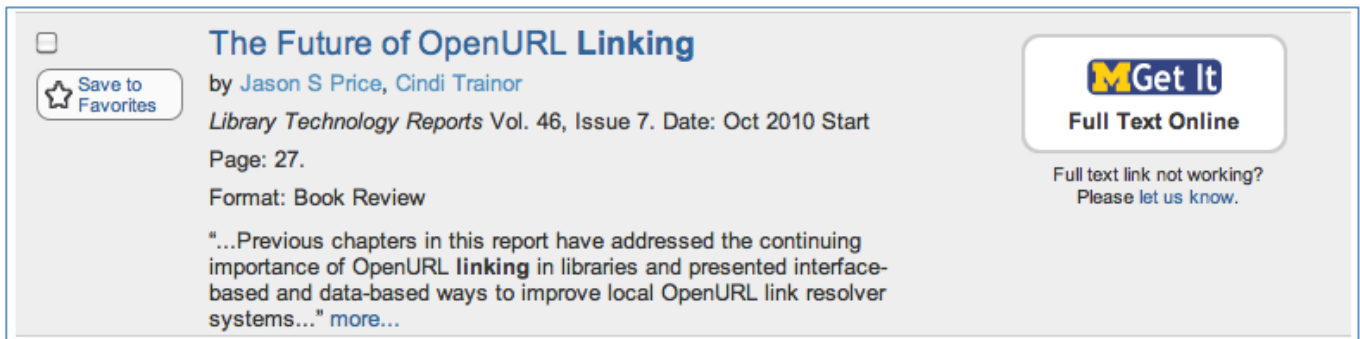 The Future of OpenURL Linking
Save to
Favorites
by Jason S Price, Cindi Trainor
Library Technology Reports Vol. 46, Issue 7. Date: Oct 2010 Start
Page: 27.
Format: Book Review
“...Previous chapters in this report have addressed the continuing
importance of OpenURL linking in libraries and presented interface-
based and data-based ways to improve local OpenURL link resolver
systems...” more...
MGet It
Full Text Online
Full text link not working?
Please let us know.